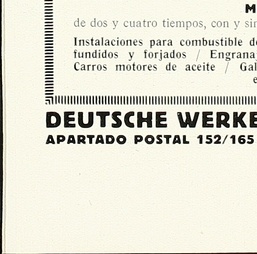 M
de dos y cuatro tiempos, con y sin
Instalaciones para combustible d
fundidos y forjados / Engrana
Carros motores de aceite / Gal
e
DEUTSCHE WERKE
APARTADO POSTAL 152/165